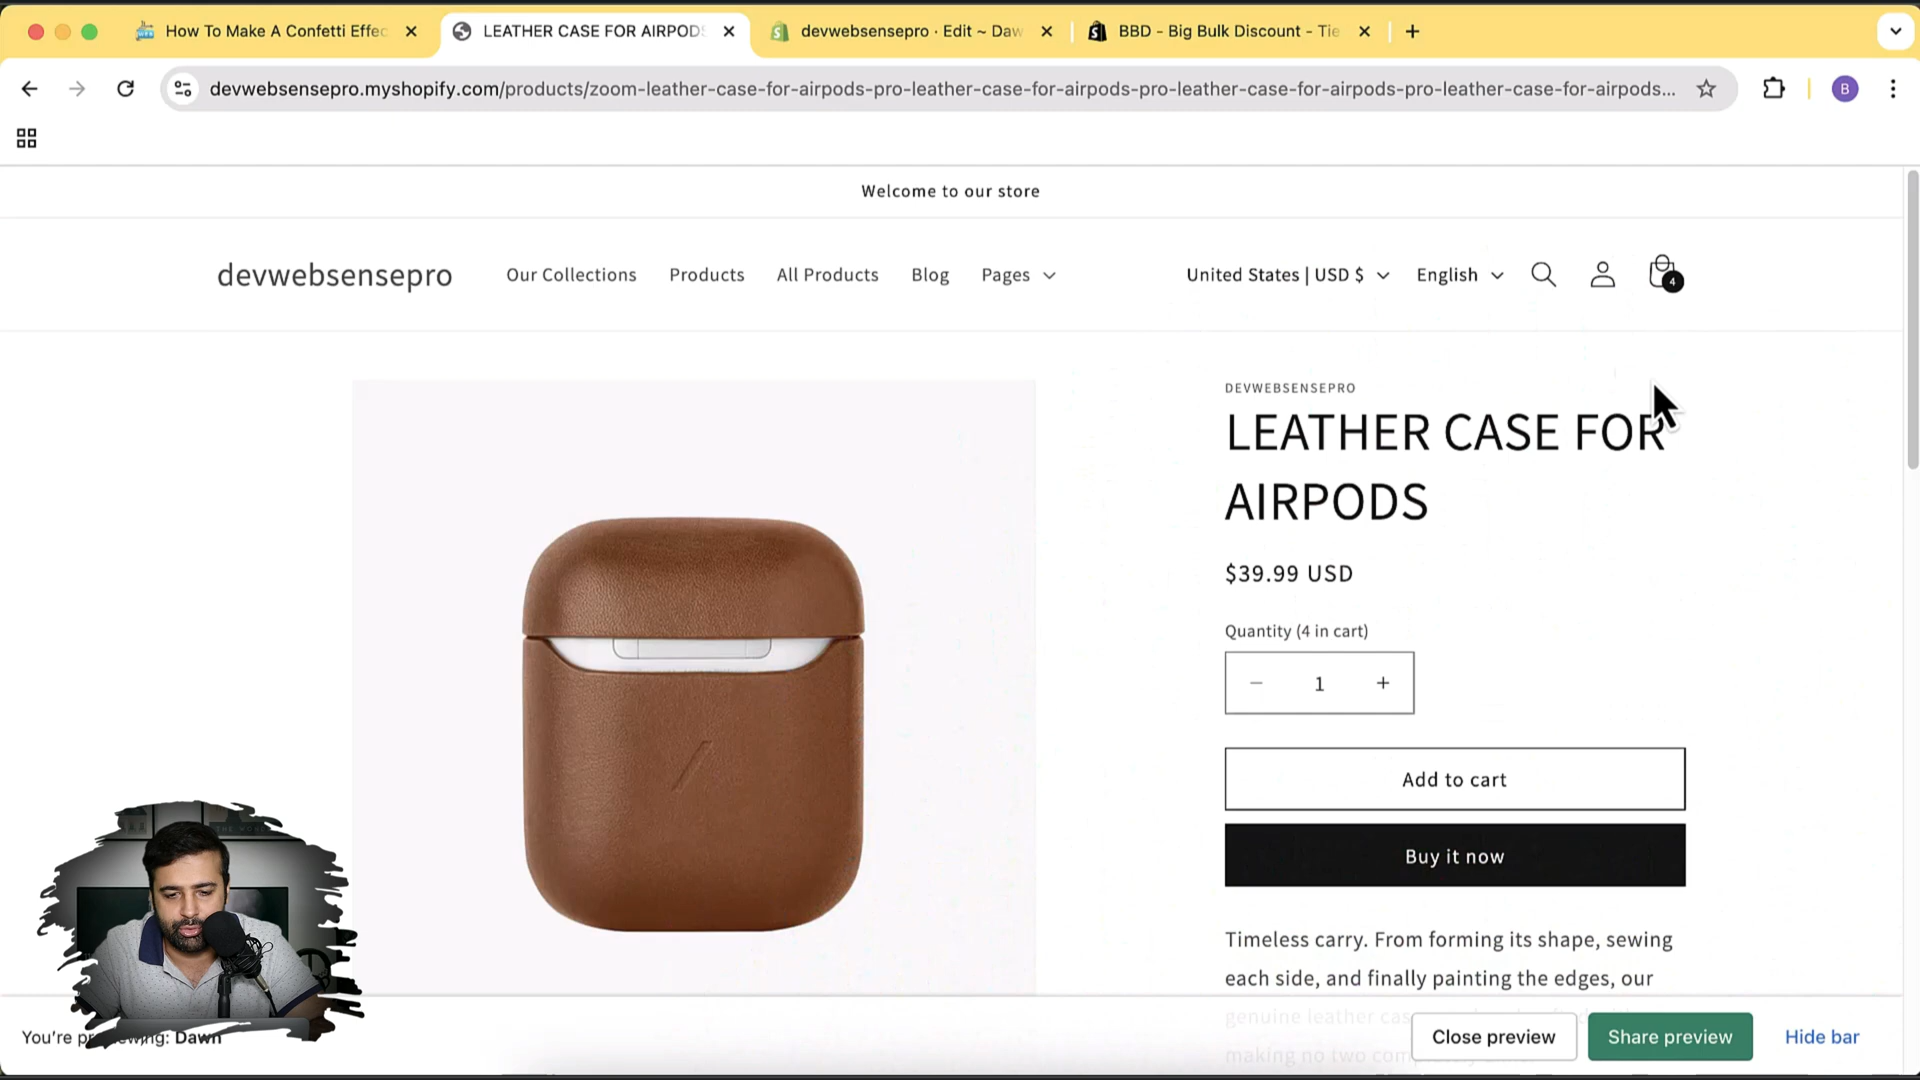 How To Make A Confetti Effec
LEATHER CASE FOR AIRPODS
devwebsensepro · Edit ~ Daw
BBD - Big Bulk Discount - Tie
devwebsensepro.myshopify.com/products/zoom-leather-case-for-airpods-pro-leather-case-for-airpods-pro-leather-case-for-airpods-pro-leather-case-for-airpods...
B
Welcome to our store
devwebsensepro
Our Collections
Products
All Products
Blog
Pages
United States | USD $
English
4
DEVWEBSENSEPRO
LEATHER CASE FOR
AIRPODS
$39.99 USD
Quantity (4 in cart)
− 1 +
Add to cart
Buy it now
Timeless carry. From forming its shape, sewing
each side, and finally painting the edges, our
genuine leather
making no two
You're Dawn
Close preview
Share preview
Hide bar